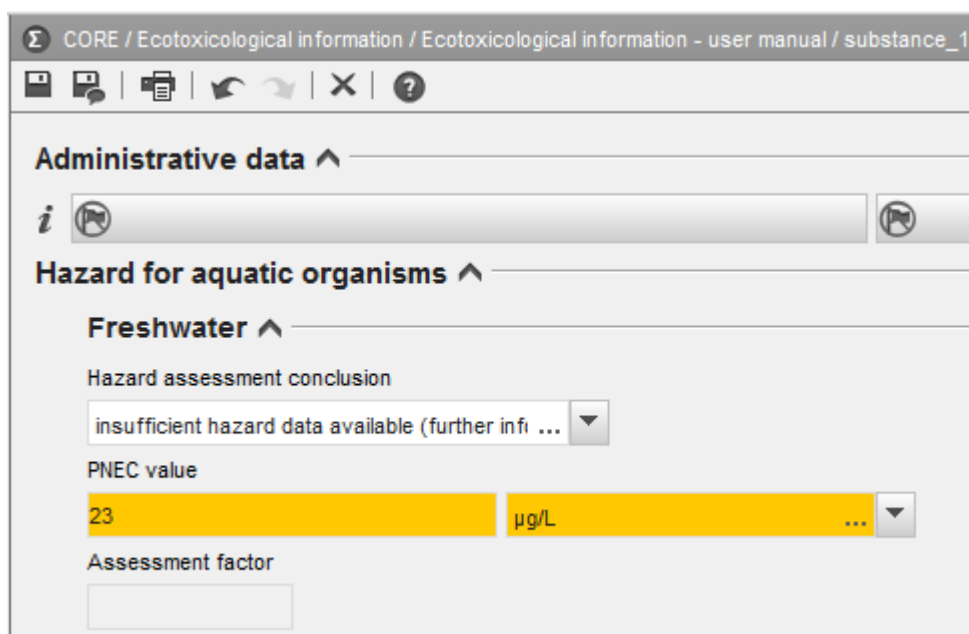 CORE / Ecotoxicological information / Ecotoxicological information - user manual / substance_1
Administrative data
Hazard for aquatic organisms
Freshwater
Hazard assessment conclusion
insufficient hazard data available (further inf ...
PNEC value
23 µg/L ...
Assessment factor